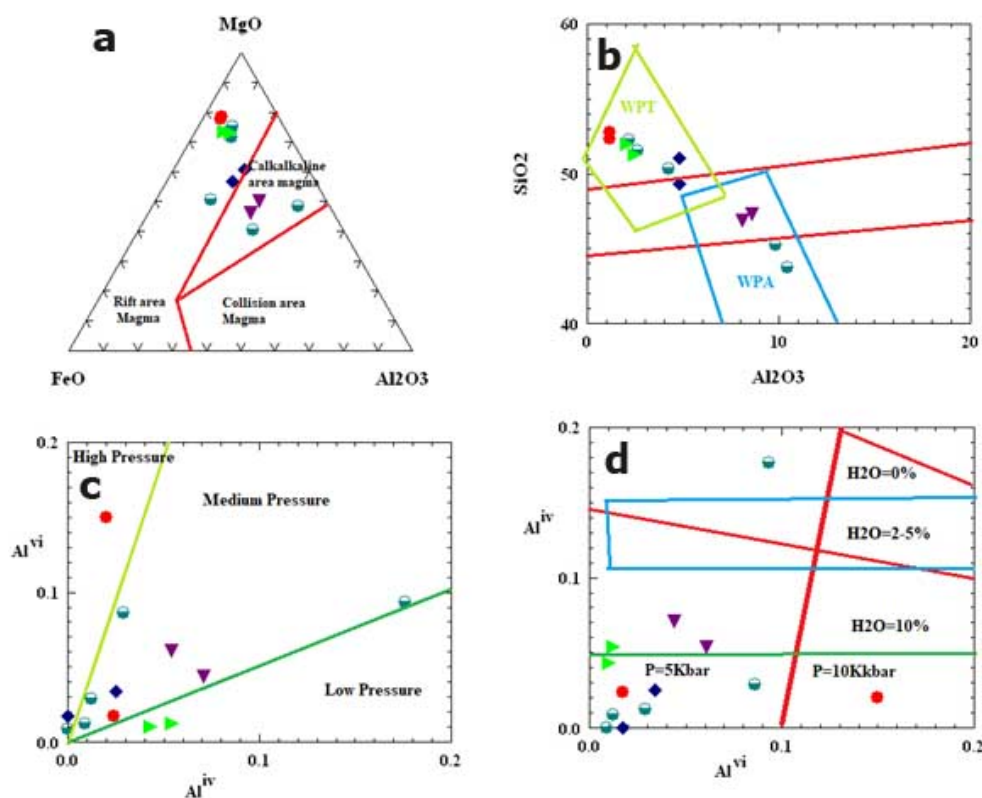 a
MgO
Calkalkaline
area magma
Rift area
Magma
Collision area
Magma
FeO
Al2O3
b
60
WPT
SiO2
50
WPA
40
0
10
20
Al2O3
c
0.2
High Pressure
Medium Pressure
Al^vi
0.1
Low Pressure
0.0
0.0
0.1
0.2
Al^iv
d
0.2
H2O=0%
Al^iv
H2O=2-5%
0.1
H2O=10%
P=5Kbar
P=10Kkbar
0.0
0.0
0.1
0.2
Al^vi